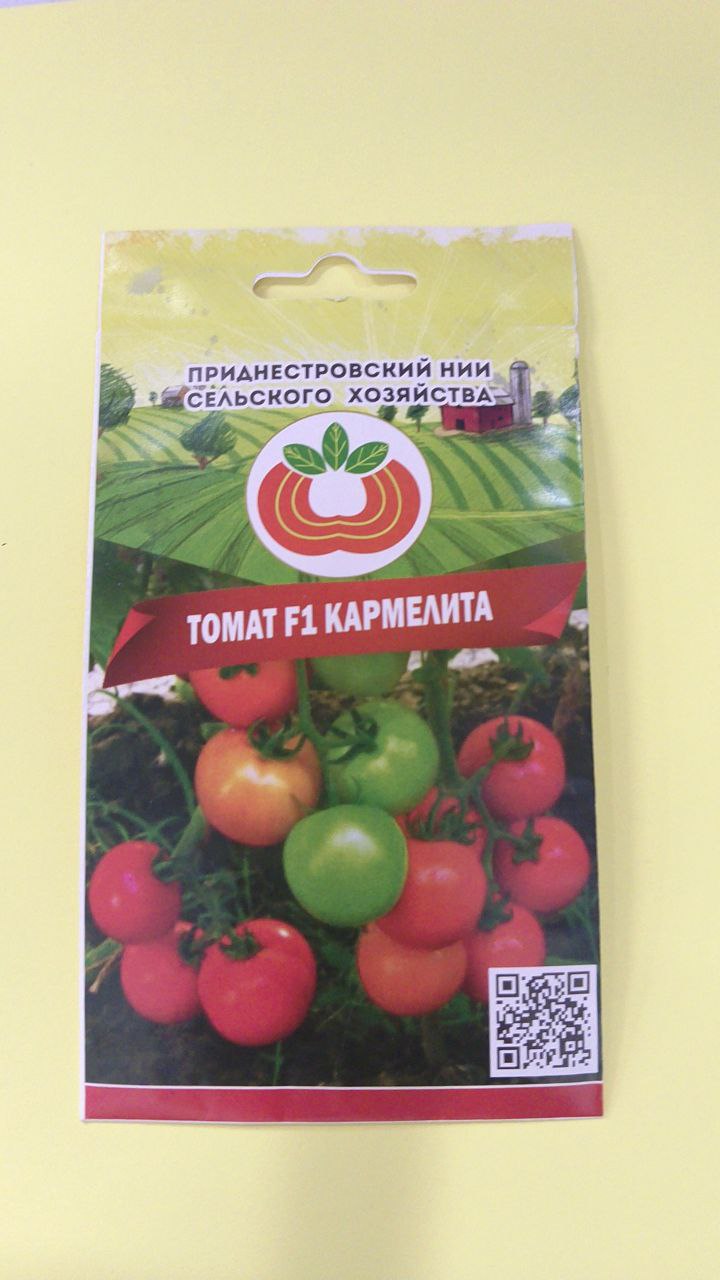 ПРИДНЕСТРОВСКИЙ НИИ
СЕЛЬСКОГО ХОЗЯЙСТВА
ТОМАТ F1 КАРМЕЛИТА